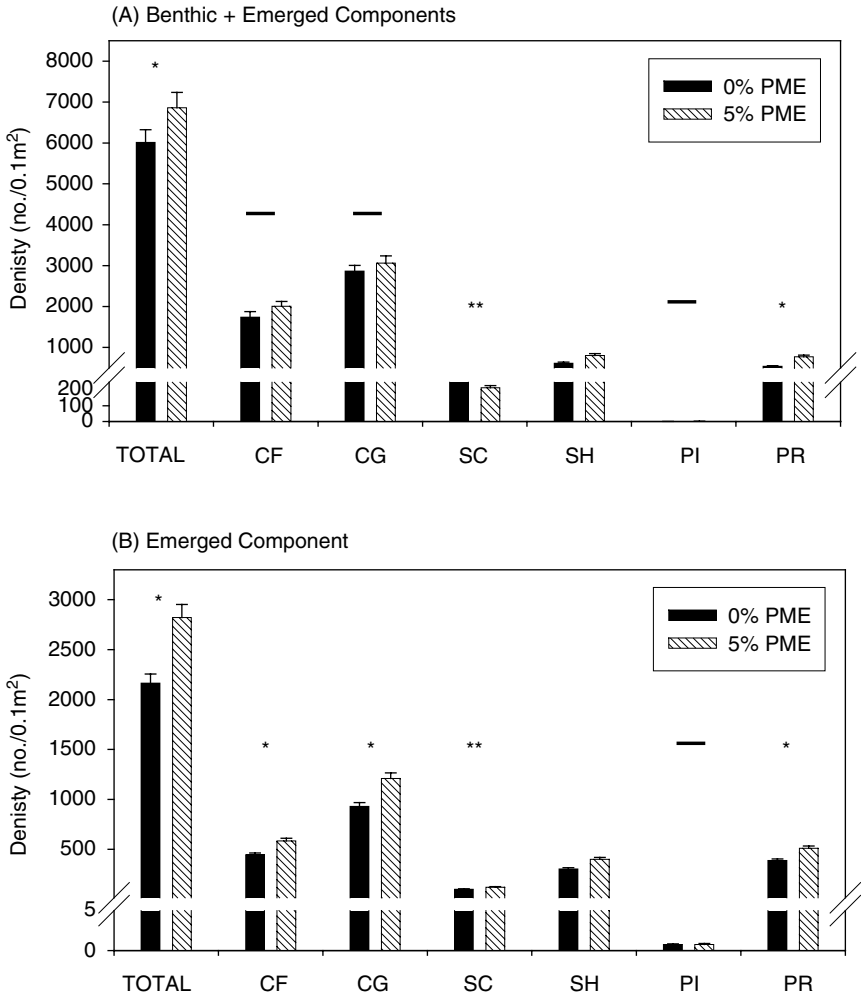 (A) Benthic + Emerged Components
8000
7000
6000
5000
4000
3000
2000
1000
200
100
0
Denisty (no./0.1m²)
0% PME
5% PME
*
**
*
TOTAL CF CG SC SH PI PR
(B) Emerged Component
3000
2500
2000
1500
1000
500
5
0
Denisty (no./0.1m²)
0% PME
5% PME
*
* * ** *
TOTAL CF CG SC SH PI PR